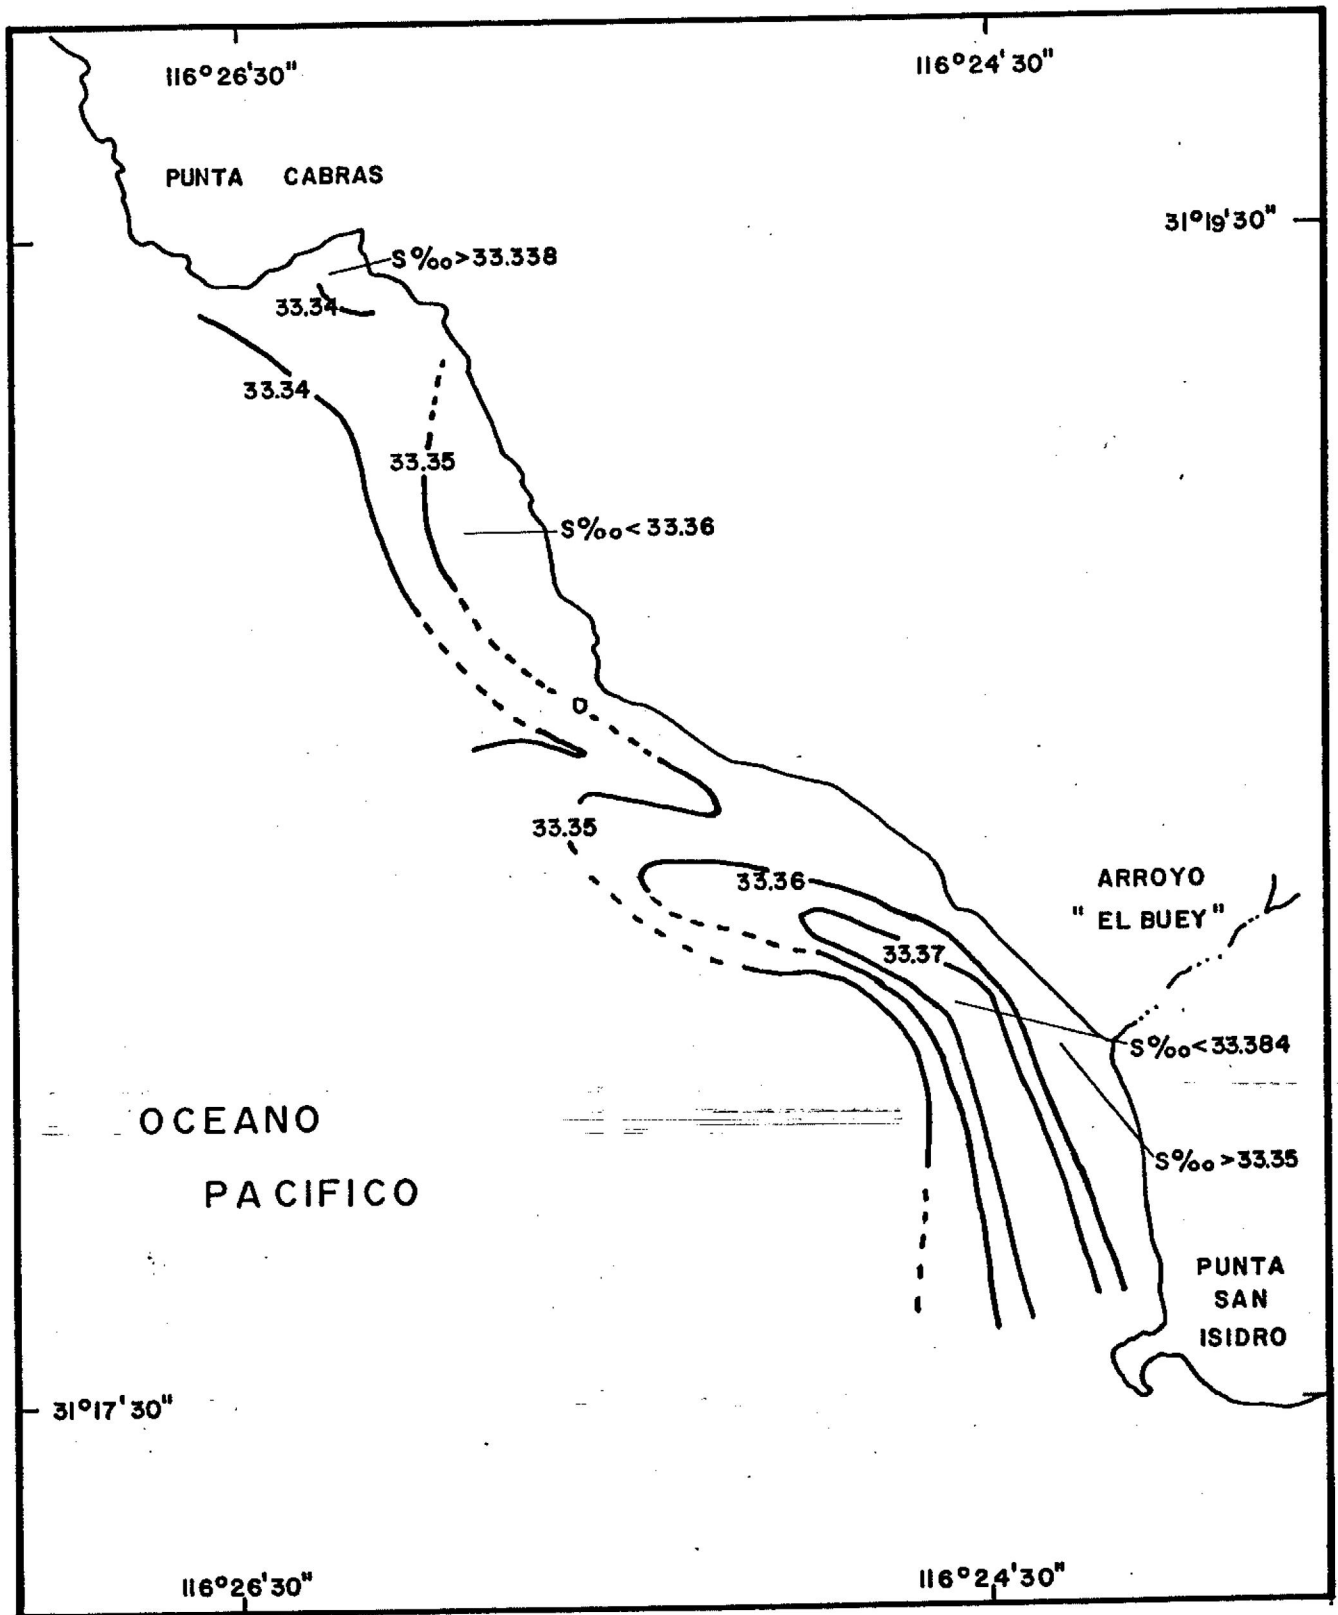 116°26'30" 116°24'30"
PUNTA CABRAS
31°19'30"
S‰>33.338
33.34
33.34
33.35
S‰<33.36
33.35
33.36
ARROYO
"EL BUEY"
33.37
S‰<33.384
OCEANO
PACIFICO
S‰>33.35
PUNTA
SAN
ISIDRO
31°17'30"
116°26'30" 116°24'30"